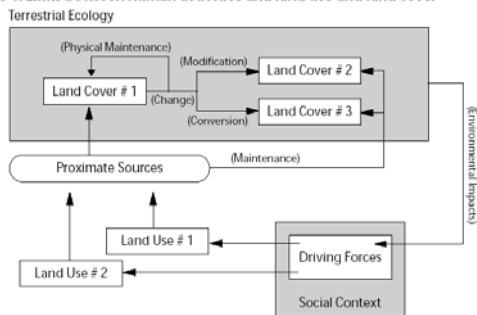 Terrestrial Ecology
(Physical Maintenance)
(Modification)
Land Cover # 1
Land Cover # 2
(Change)
Land Cover # 3
(Conversion)
(Environmental Impacts)
Proximate Sources
(Maintenance)
Land Use # 1
Driving Forces
Land Use # 2
Social Context